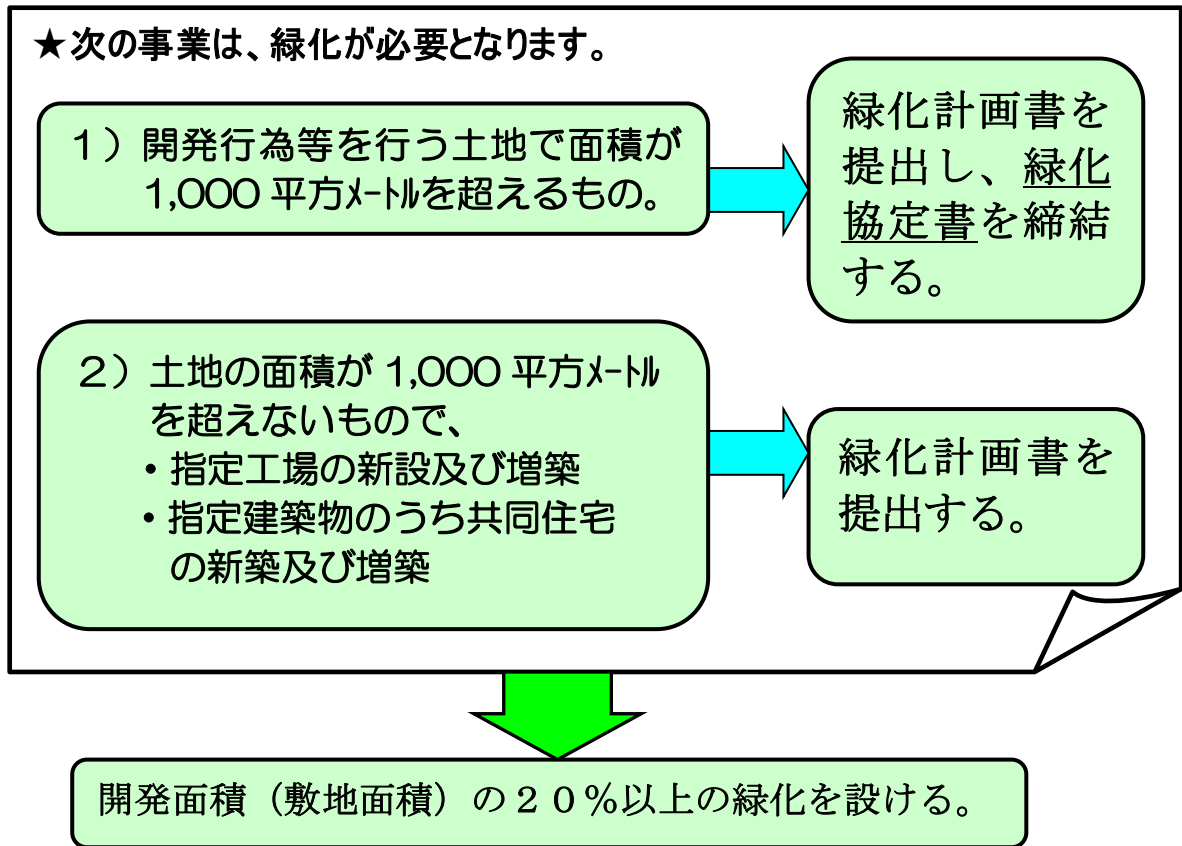 ★次の事業は、緑化が必要となります。
１）開発行為等を行う土地で面積が
1,000 平方ﾒｰﾄﾙを超えるもの。
緑化計画書を
提出し、緑化
協定書を締結
する。
２）土地の面積が 1,000 平方ﾒｰﾄﾙ
を超えないもので、
・指定工場の新設及び増築
・指定建築物のうち共同住宅
の新築及び増築
緑化計画書を
提出する。
開発面積（敷地面積）の２０％以上の緑化を設ける。